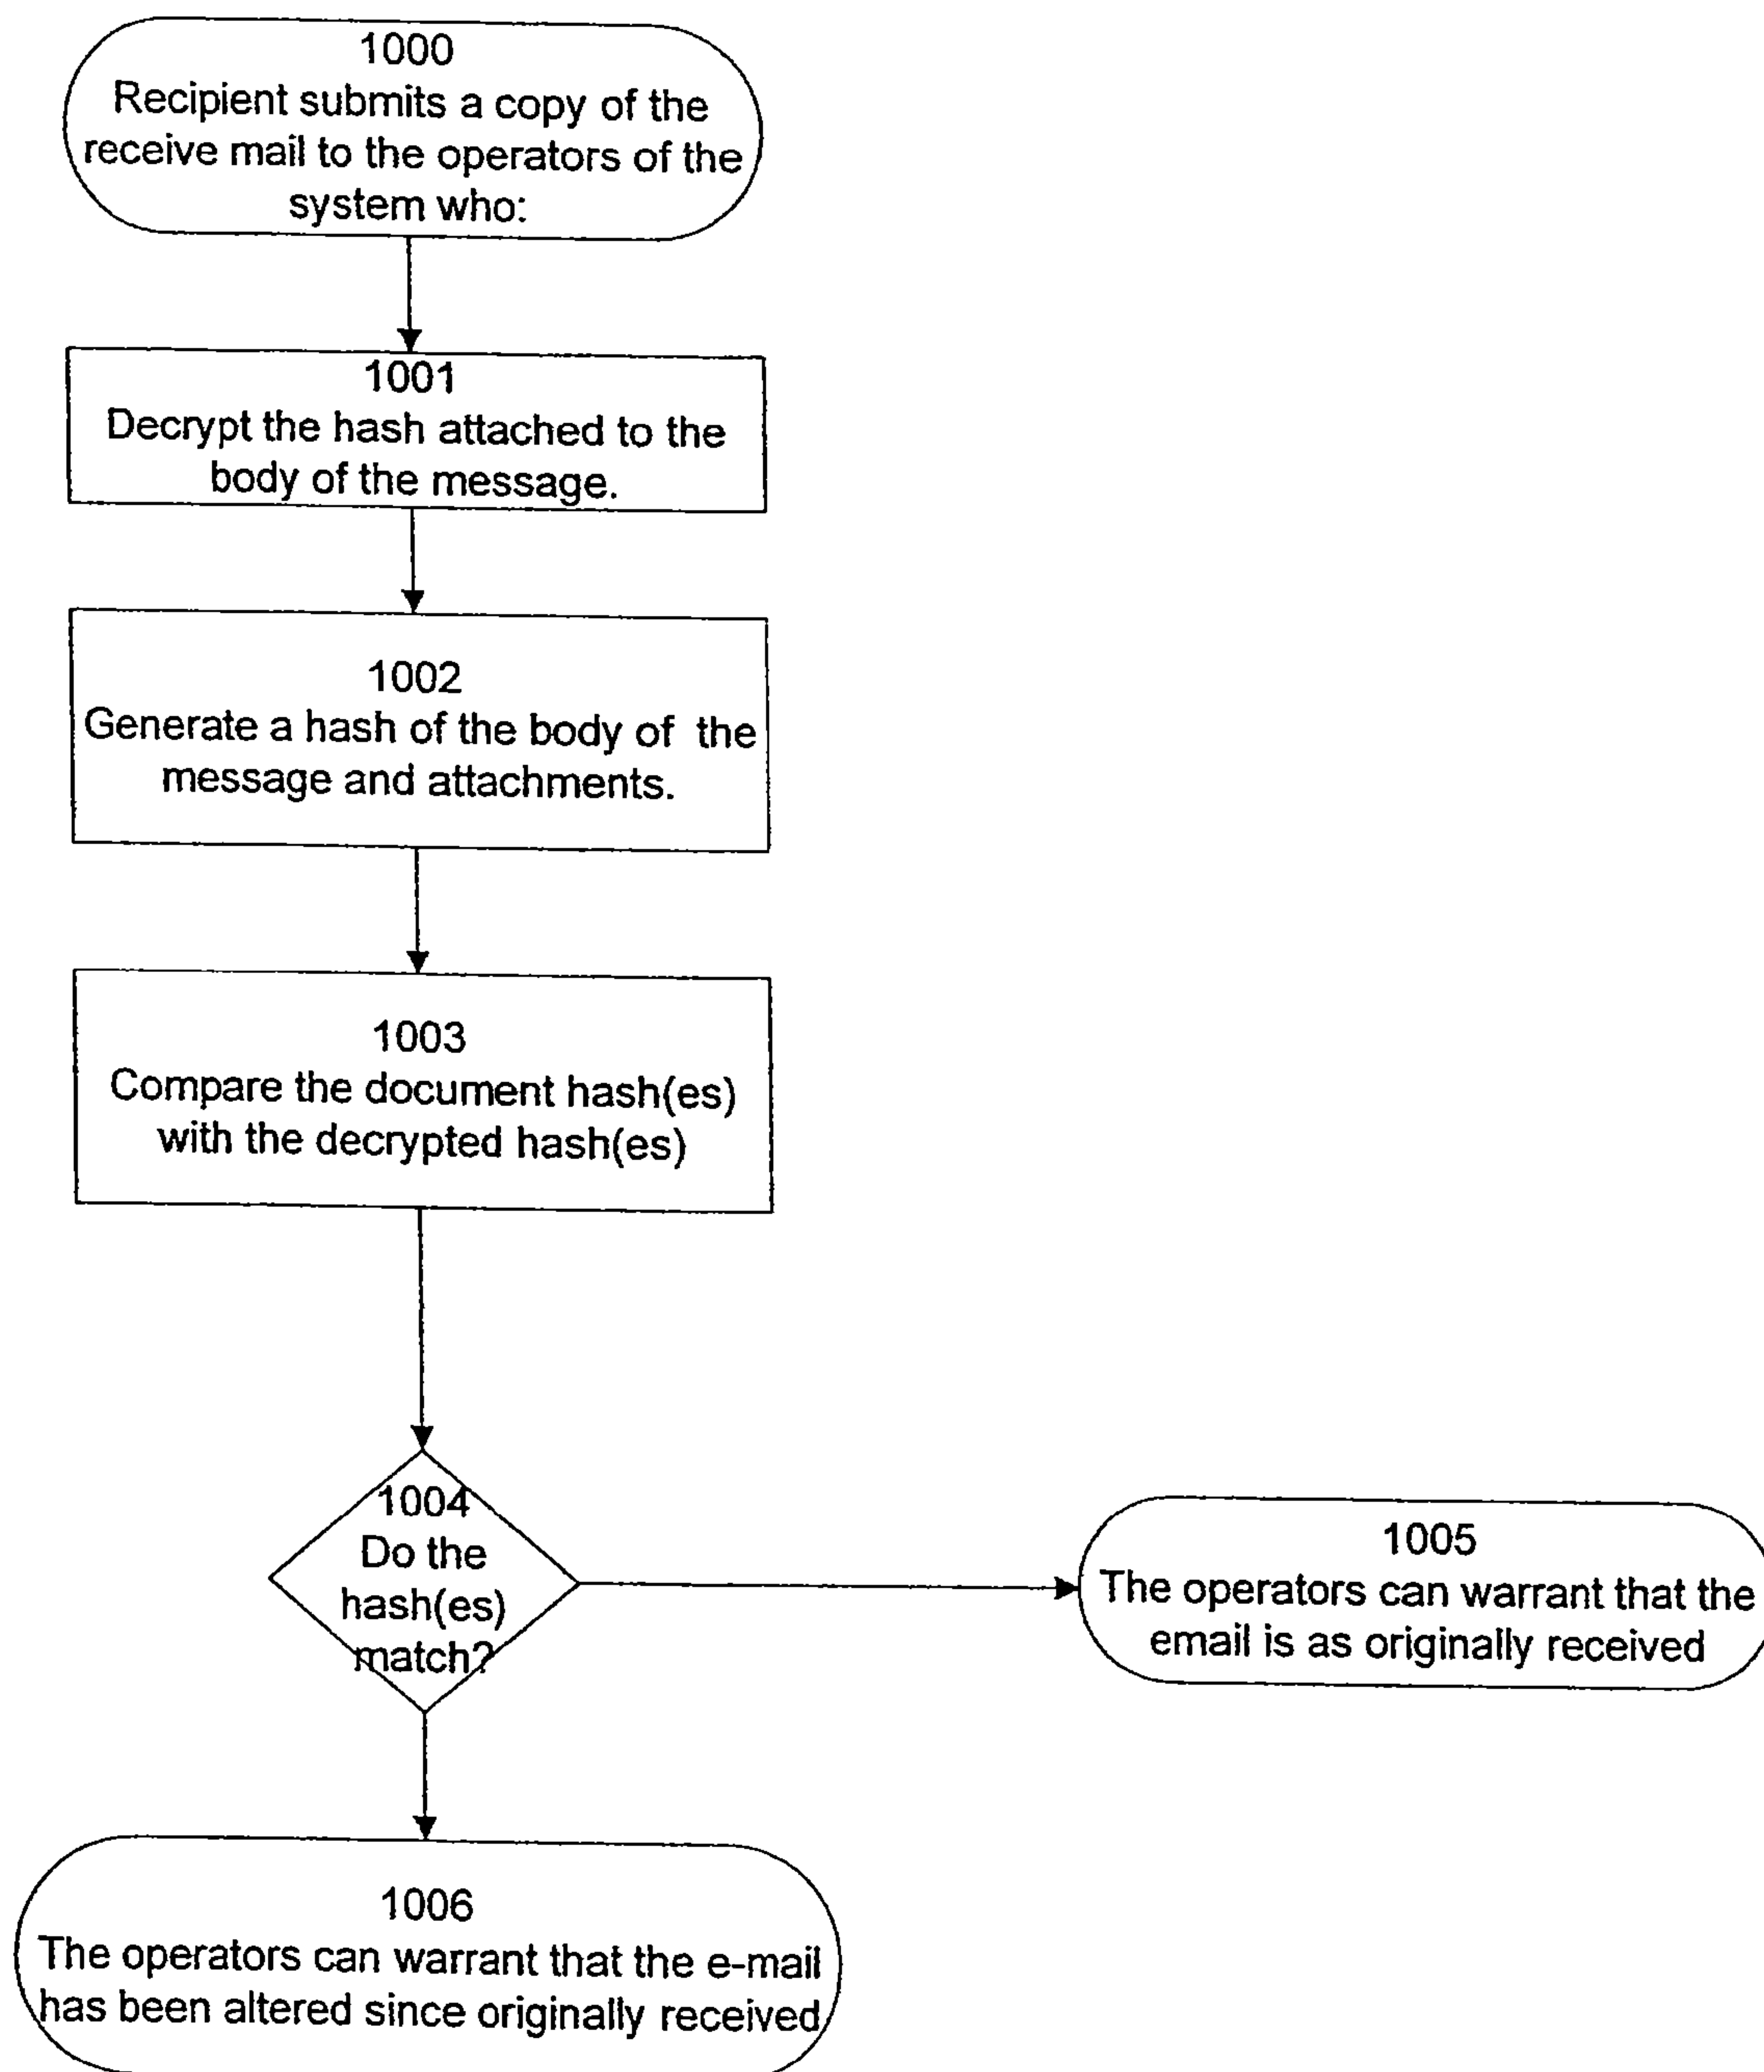 1000
Recipient submits a copy of the
receive mail to the operators of the
system who:
1001
Decrypt the hash attached to the
body of the message.
1002
Generate a hash of the body of the
message and attachments.
1003
Compare the document hash(es)
with the decrypted hash(es)
1004
Do the
hash(es)
match?
1005
The operators can warrant that the
email is as originally received
1006
The operators can warrant that the e-mail
has been altered since originally received